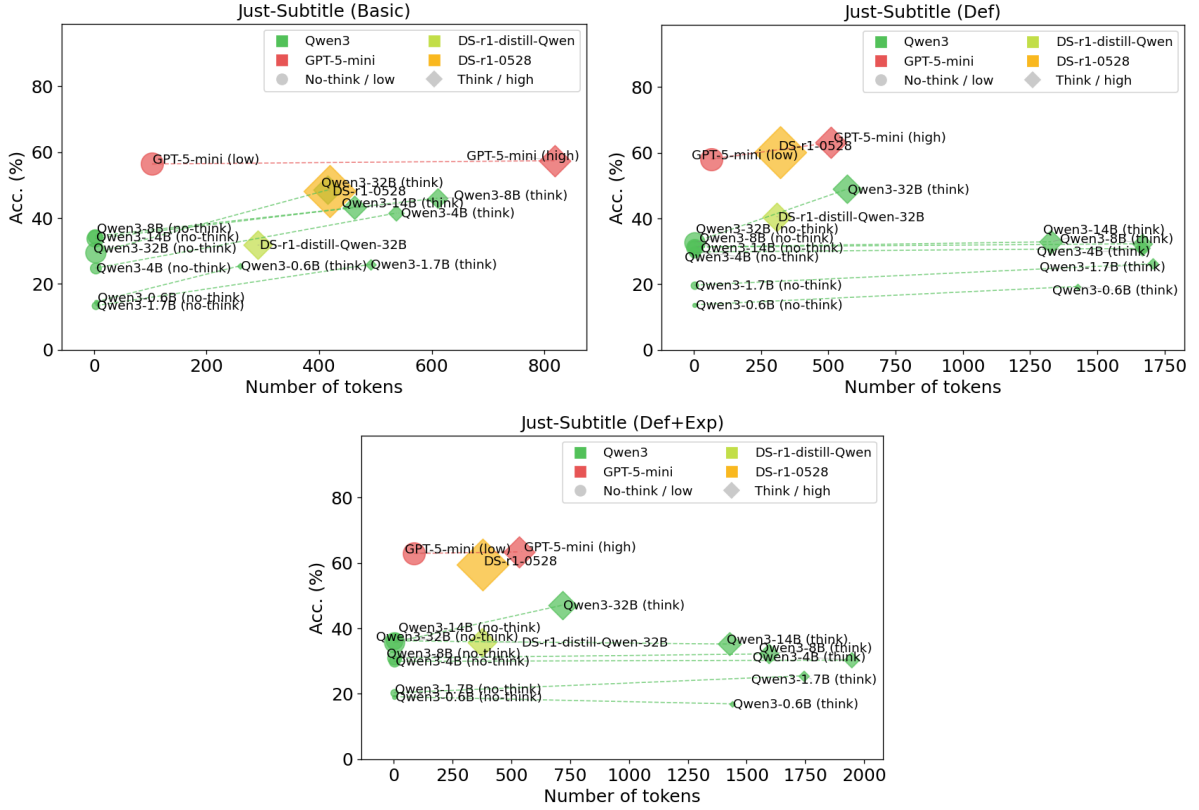 Just-Subtitle (Basic)
Qwen3
DS-r1-distill-Qwen
GPT-5-mini
DS-r1-0528
No-think / low
Think / high
80
60
40
20
0
Acc. (%)
GPT-5-mini (low)
GPT-5-mini (high)
Qwen3-32B (think)
DS-r1-0528
Qwen3-8B (think)
Qwen3-14B (think)
Qwen3-4B (think)
Qwen3-8B (no-think)
Qwen3-14B (no-think)
Qwen3-32B (no-think)
DS-r1-distill-Qwen-32B
Qwen3-4B (no-think)
Qwen3-0.6B (think)
Qwen3-1.7B (think)
Qwen3-0.6B (no-think)
Qwen3-1.7B (no-think)
0 200 400 600 800
Number of tokens
Just-Subtitle (Def)
Qwen3
DS-r1-distill-Qwen
GPT-5-mini
DS-r1-0528
No-think / low
Think / high
80
60
40
20
0
Acc. (%)
GPT-5-mini (high)
DS-r1-0528
GPT-5-mini (low)
Qwen3-32B (think)
DS-r1-distill-Qwen-32B
Qwen3-32B (no-think)
Qwen3-14B (think)
Qwen3-8B (no-think)
Qwen3-8B (think)
Qwen3-14B (no-think)
Qwen3-4B (think)
Qwen3-4B (no-think)
Qwen3-1.7B (think)
Qwen3-1.7B (no-think)
Qwen3-0.6B (think)
Qwen3-0.6B (no-think)
0 250 500 750 1000 1250 1500 1750
Number of tokens
Just-Subtitle (Def+Exp)
Qwen3
DS-r1-distill-Qwen
GPT-5-mini
DS-r1-0528
No-think / low
Think / high
80
60
40
20
0
Acc. (%)
GPT-5-mini (low)
GPT-5-mini (high)
DS-r1-0528
Qwen3-32B (think)
Qwen3-14B (no-think)
Qwen3-32B (no-think)
DS-r1-distill-Qwen-32B
Qwen3-14B (think)
Qwen3-8B (think)
Qwen3-8B (no-think)
Qwen3-4B (think)
Qwen3-4B (no-think)
Qwen3-1.7B (think)
Qwen3-1.7B (no-think)
Qwen3-0.6B (no-think)
Qwen3-0.6B (think)
0 250 500 750 1000 1250 1500 1750 2000
Number of tokens